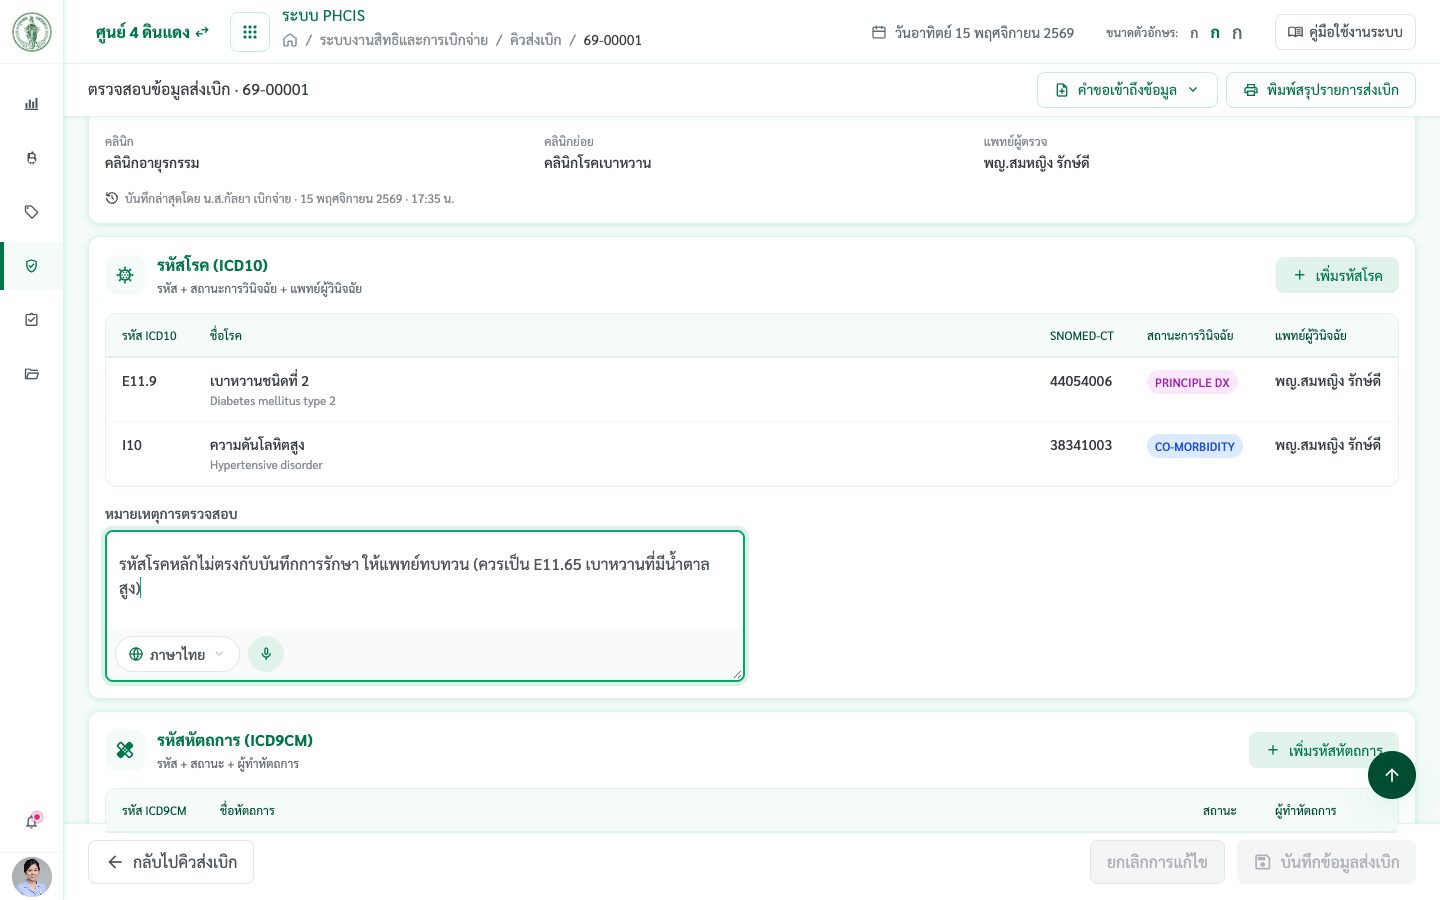 ศูนย์ 4 ดินแดง
ระบบ PHCIS
/ ระบบงานสิทธิและการเบิกจ่าย / คิวส่งเบิก / 69-00001
วันอาทิตย์ 15 พฤศจิกายน 2569
ขนาดตัวอักษร: ก ก ก
คู่มือใช้งานระบบ
ตรวจสอบข้อมูลส่งเบิก · 69-00001
คำขอเข้าถึงข้อมูล
พิมพ์สรุปรายการส่งเบิก
คลินิก คลินิกย่อย แพทย์ผู้ตรวจ
คลินิกอายุรกรรม คลินิกโรคเบาหวาน พญ.สมหญิง รักษ์ดี
บันทึกล่าสุดโดย น.ส.กัลยา เบิกจ่าย · 15 พฤศจิกายน 2569 · 17:35 น.
รหัสโรค (ICD10)
รหัส + สถานะการวินิจฉัย + แพทย์ผู้วินิจฉัย
เพิ่มรหัสโรค
รหัส ICD10 ชื่อโรค SNOMED-CT สถานะการวินิจฉัย แพทย์ผู้วินิจฉัย
E11.9 เบาหวานชนิดที่ 2 44054006 PRINCIPLE DX พญ.สมหญิง รักษ์ดี
Diabetes mellitus type 2
I10 ความดันโลหิตสูง 38341003 CO-MORBIDITY พญ.สมหญิง รักษ์ดี
Hypertensive disorder
หมายเหตุการตรวจสอบ
รหัสโรคหลักไม่ตรงกับบันทึกการรักษา ให้แพทย์ทบทวน (ควรเป็น E11.65 เบาหวานที่มีน้ำตาล
สูง)
ภาษาไทย
รหัสหัตถการ (ICD9CM)
รหัส + สถานะ + ผู้ทำหัตถการ
เพิ่มรหัสหัตถการ
รหัส ICD9CM ชื่อหัตถการ สถานะ ผู้ทำหัตถการ
กลับไปคิวส่งเบิก
ยกเลิกการแก้ไข
บันทึกข้อมูลส่งเบิก